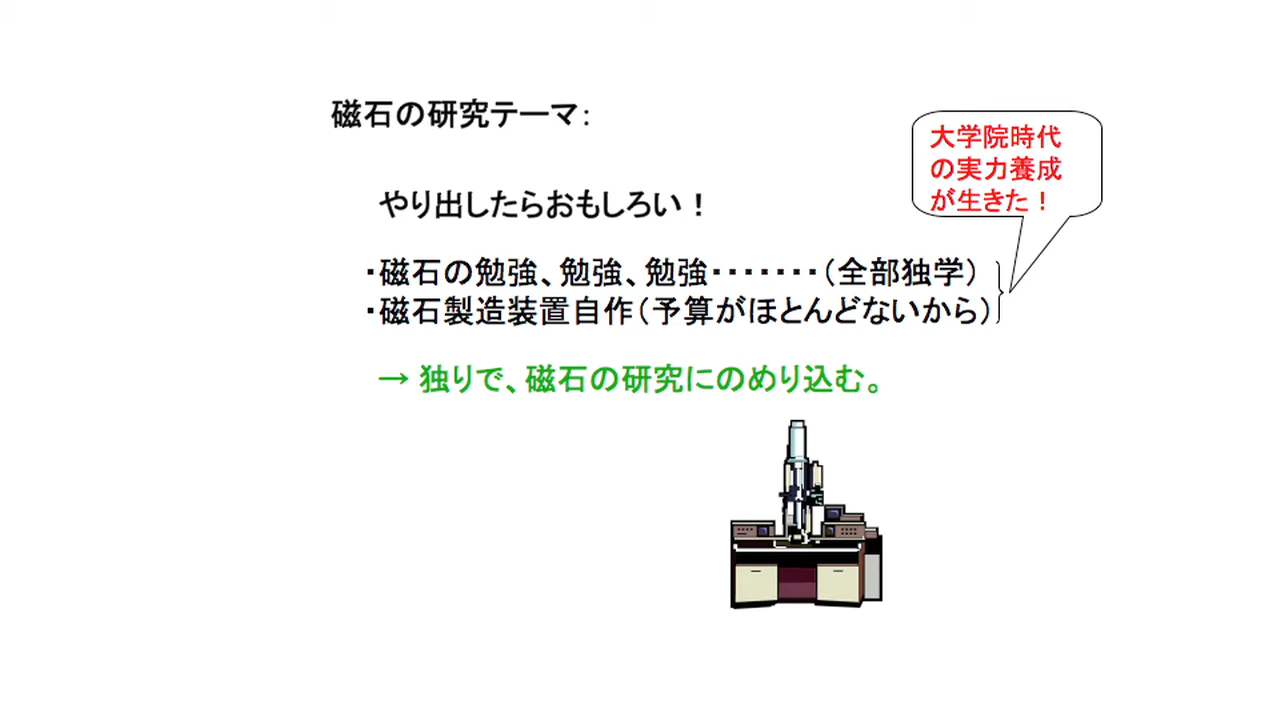 磁石の研究テーマ：
やり出したらおもしろい！
・磁石の勉強、勉強、勉強・・・・・・・（全部独学）
・磁石製造装置自作（予算がほとんどないから）
大学院時代
の実力養成
が生きた！
→ 独りで、磁石の研究にのめり込む。